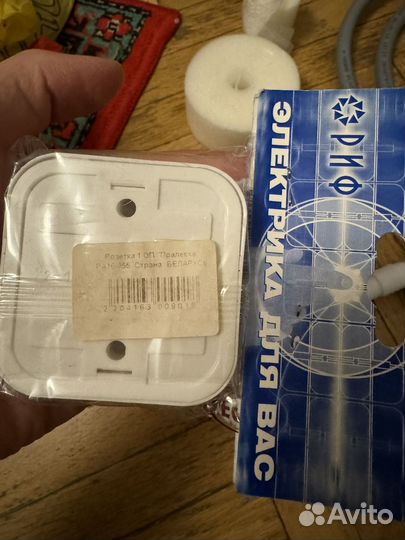 Розетка 1 ОП "Пралеска"
Страна БЕЛАРУСЬ
РИФ
ЭЛЕКТРИКА ДЛЯ ВАС
Avito